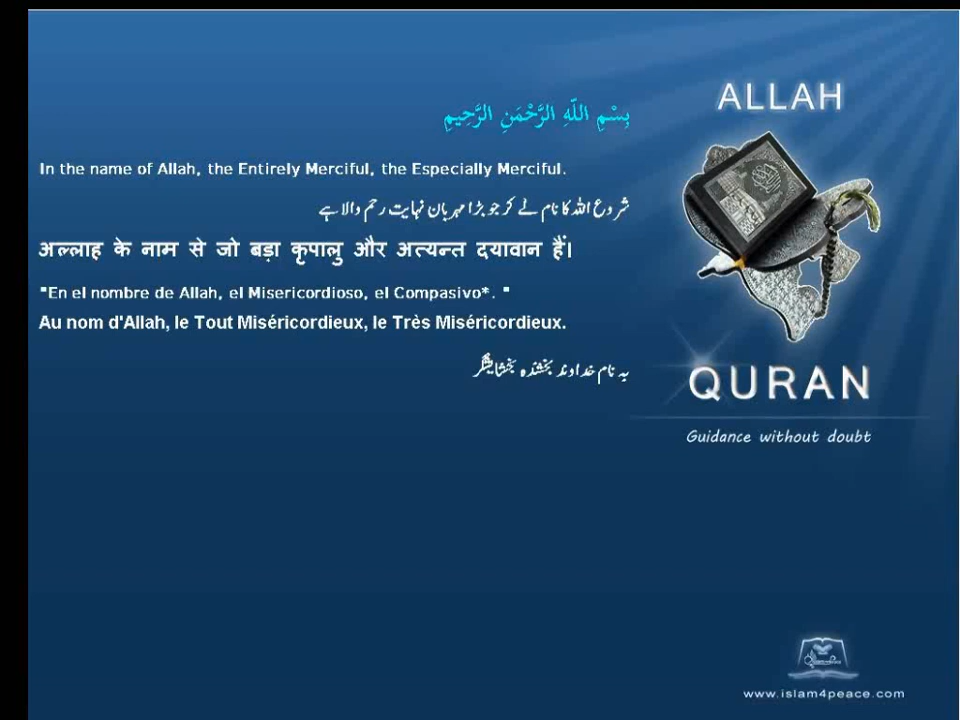 بِسْمِ اللَّهِ الرَّحْمَنِ الرَّحِيمِ
In the name of Allah, the Entirely Merciful, the Especially Merciful.
شروع الله کا نام لے کر جو بڑا مہربان نہایت رحم والا ہے
अल्लाह के नाम से जो बड़ा कृपालु और अत्यन्त दयावान हैं।
"En el nombre de Allah, el Misericordioso, el Compasivo*. "
Au nom d'Allah, le Tout Miséricordieux, le Très Miséricordieux.
به نام خداوند بخشنده بخشایشگر
ALLAH
QURAN
Guidance without doubt
www.islam4peace.com